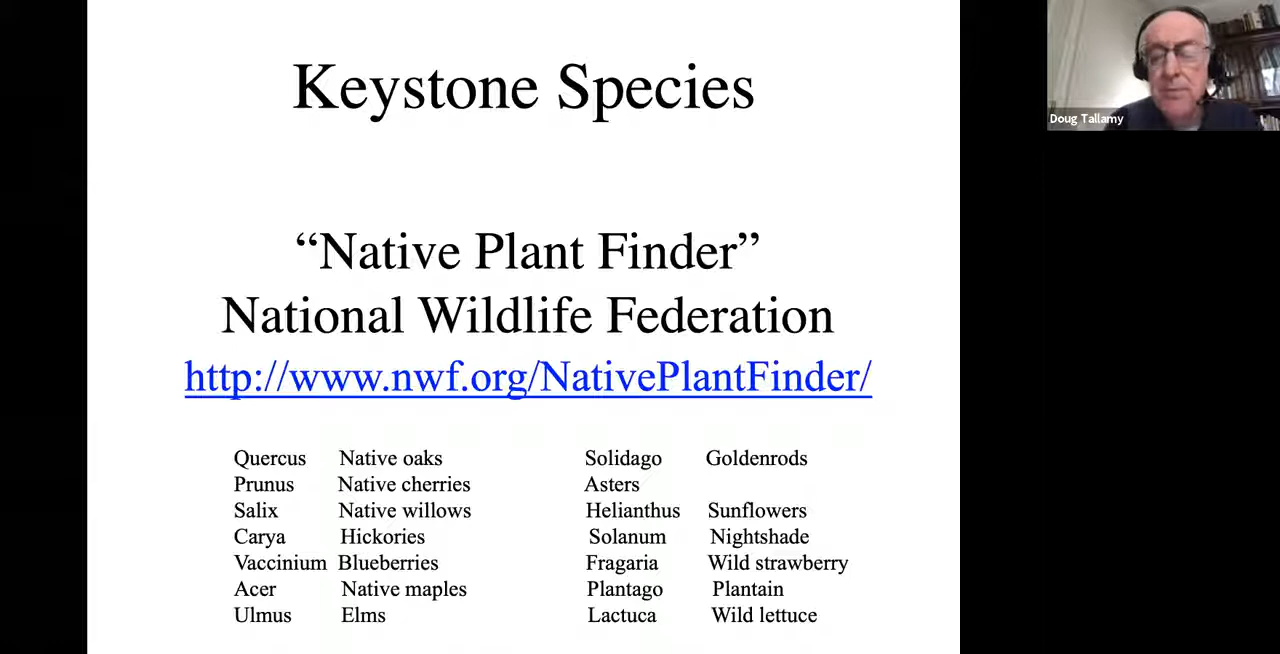 Keystone Species
“Native Plant Finder”
National Wildlife Federation
http://www.nwf.org/NativePlantFinder/
Quercus Native oaks
Prunus Native cherries
Salix Native willows
Carya Hickories
Vaccinium Blueberries
Acer Native maples
Ulmus Elms
Solidago Goldenrods
Asters
Helianthus Sunflowers
Solanum Nightshade
Fragaria Wild strawberry
Plantago Plantain
Lactuca Wild lettuce
Doug Tallamy